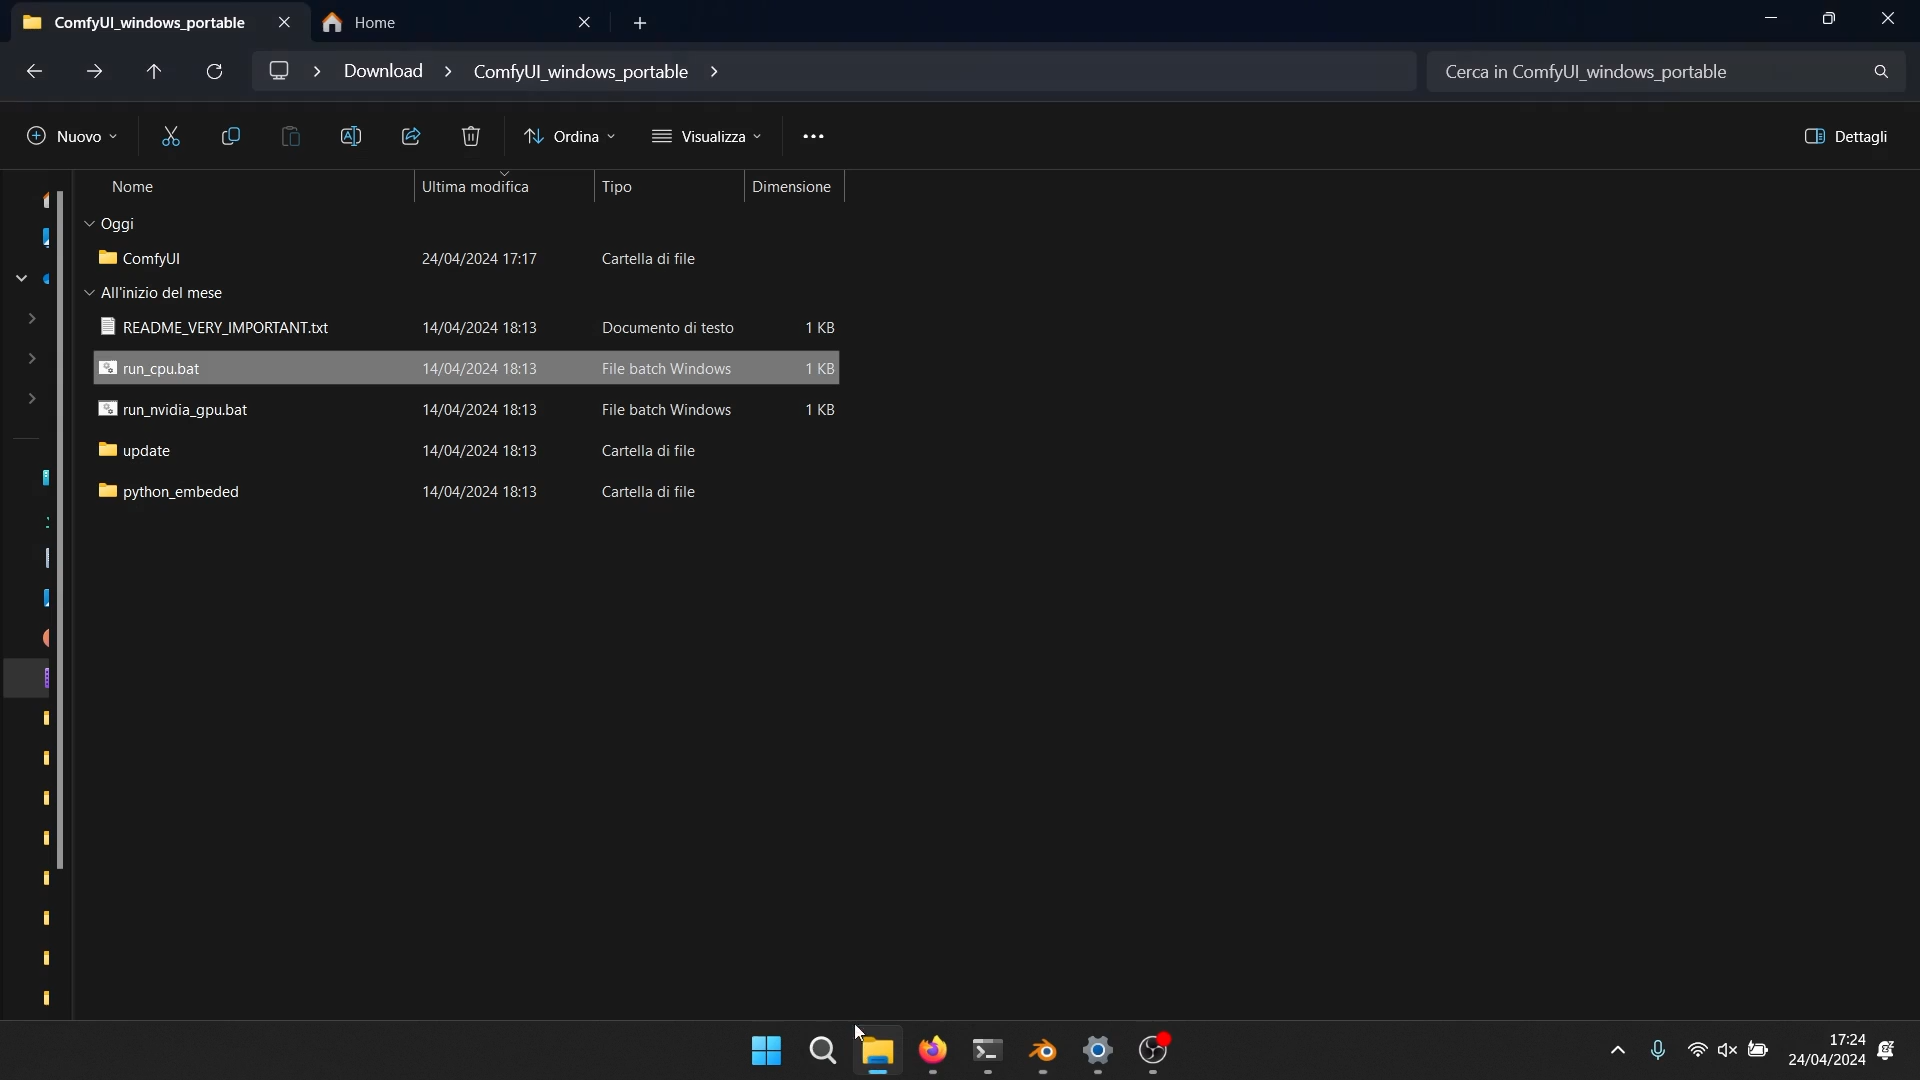 ComfyUI_windows_portable
Home
Download
ComfyUI_windows_portable
Cerca in ComfyUI_windows_portable
Nuovo
Ordina
Visualizza
Dettagli
Nome Ultima modifica Tipo Dimensione
Oggi
ComfyUI 24/04/2024 17:17 Cartella di file
All'inizio del mese
README_VERY_IMPORTANT.txt 14/04/2024 18:13 Documento di testo 1 KB
run_cpu.bat 14/04/2024 18:13 File batch Windows 1 KB
run_nvidia_gpu.bat 14/04/2024 18:13 File batch Windows 1 KB
update 14/04/2024 18:13 Cartella di file
python_embeded 14/04/2024 18:13 Cartella di file
17:24
24/04/2024